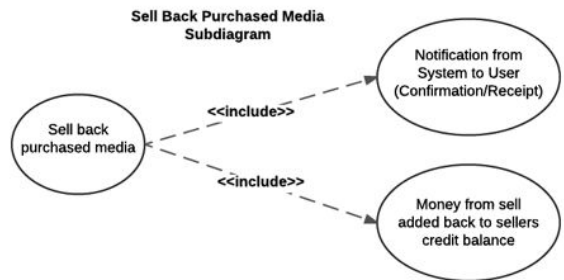 Sell Back Purchased Media
Subdiagram
Notification from
System to User
(Confirmation/Receipt)
<<include>>
Sell back
purchased media
<<include>>
Money from sell
added back to sellers
credit balance